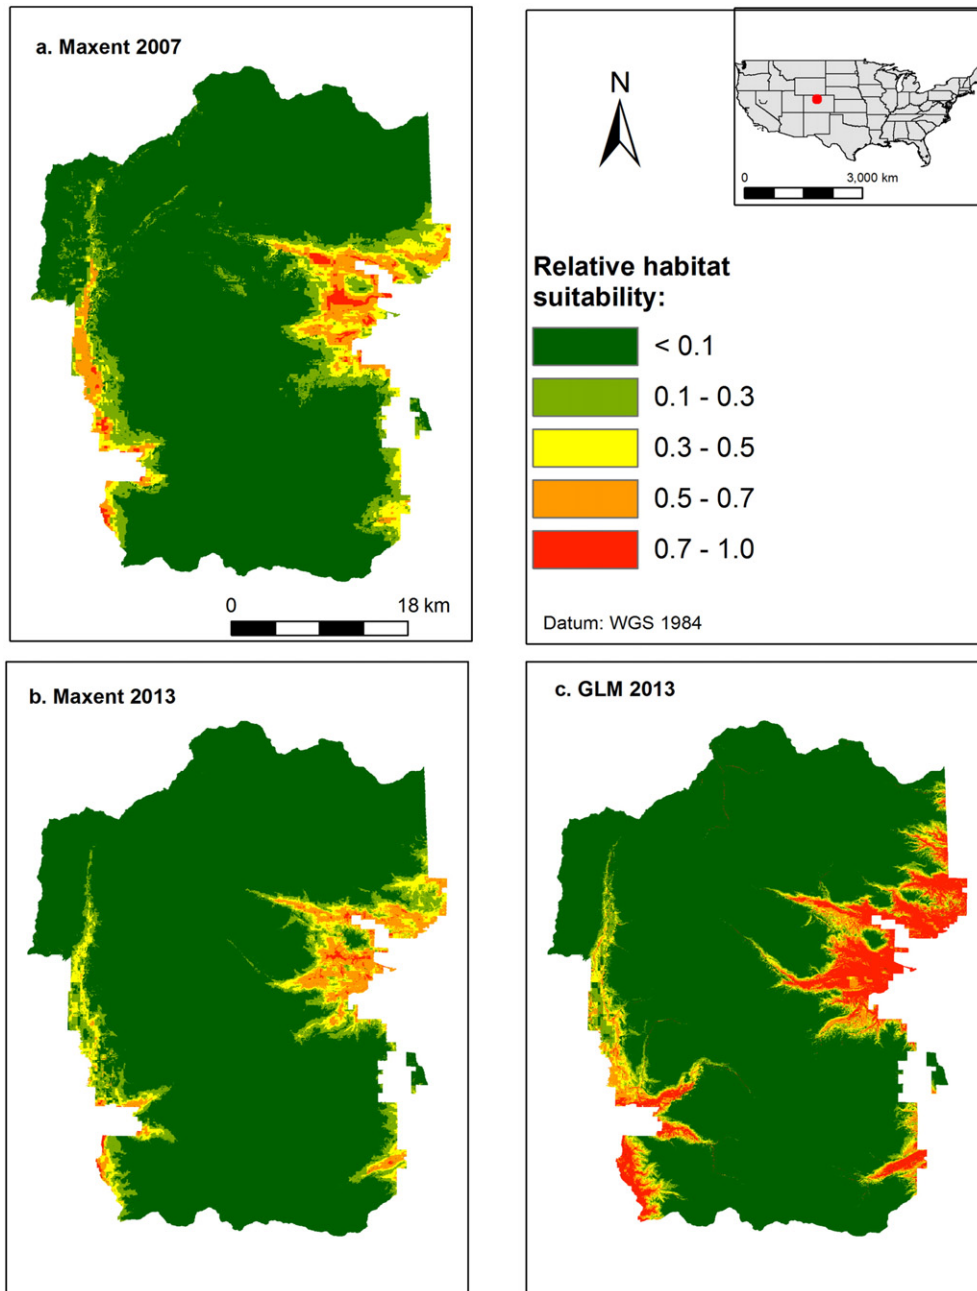 a. Maxent 2007
0 18 km
N
0 3,000 km
Relative habitat
suitability:
< 0.1
0.1 - 0.3
0.3 - 0.5
0.5 - 0.7
0.7 - 1.0
Datum: WGS 1984
b. Maxent 2013
c. GLM 2013